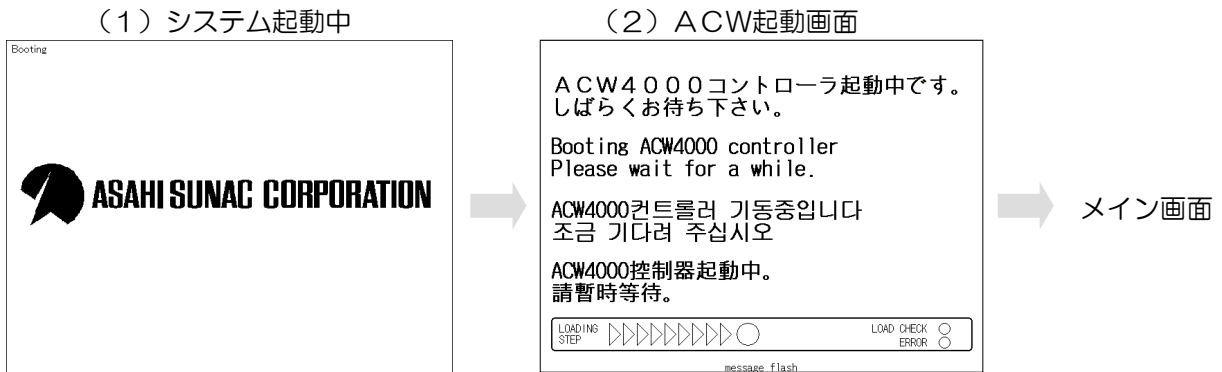 （1）システム起動中
Booting
ASAHI SUNAC CORPORATION
（2）ACW起動画面
ＡＣＷ４０００コントローラ起動中です。
しばらくお待ち下さい。
Booting ACW4000 controller
Please wait for a while.
ACW4000컨트롤러 기동중입니다
조금 기다려 주십시오
ACW4000控制器起動中。
請暫時等待。
LOADING
STEP
LOAD CHECK
ERROR
message flash
メイン画面